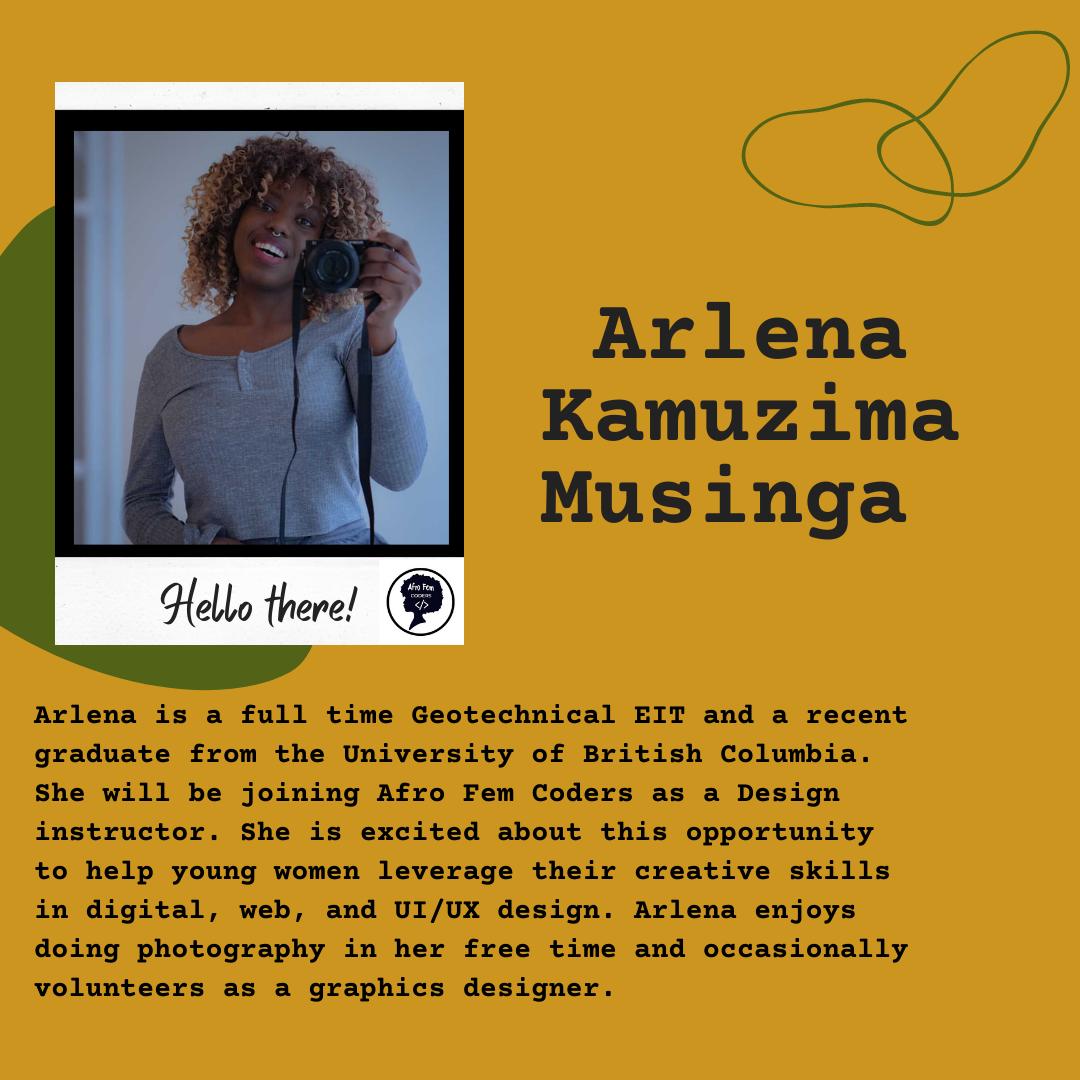 Arlena
Kamuzima
Musinga
Hello there!
Afro Fem
CODERS
</>
Arlena is a full time Geotechnical EIT and a recent
graduate from the University of British Columbia.
She will be joining Afro Fem Coders as a Design
instructor. She is excited about this opportunity
to help young women leverage their creative skills
in digital, web, and UI/UX design. Arlena enjoys
doing photography in her free time and occasionally
volunteers as a graphics designer.